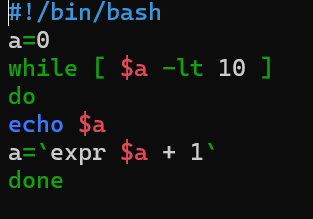 #!/bin/bash
a=0
while [ $a -lt 10 ]
do
echo $a
a=`expr $a + 1`
done